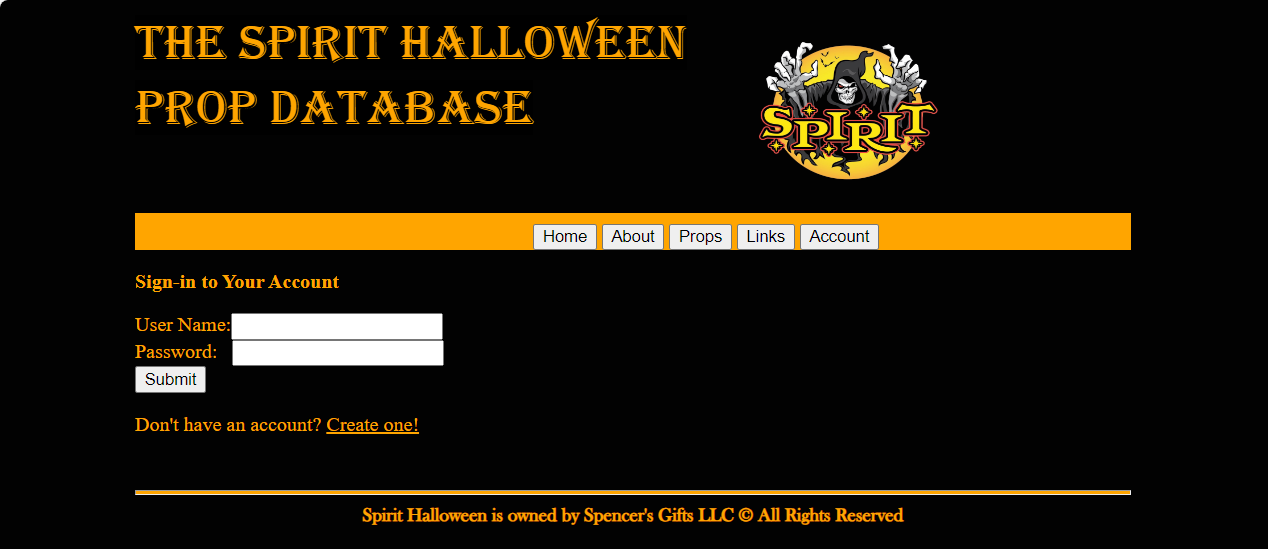 THE SPIRIT HALLOWEEN
PROP DATABASE
SPIRIT
Home About Props Links Account
Sign-in to Your Account
User Name:
Password:
Submit
Don't have an account? Create one!
Spirit Halloween is owned by Spencer's Gifts LLC © All Rights Reserved